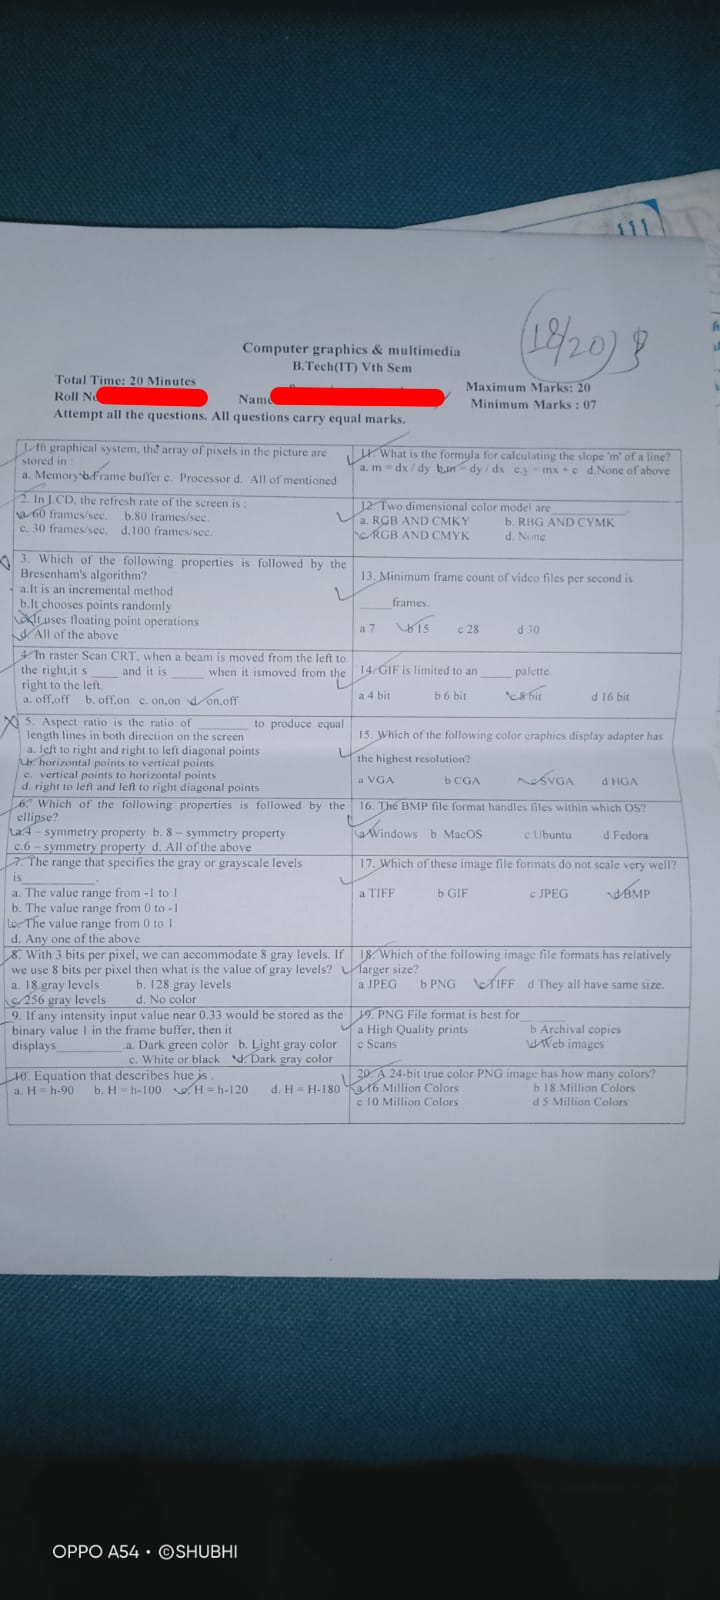 111
18/20
Computer graphics & multimedia
B.Tech(IT) Vth Sem
Total Time: 20 Minutes
Maximum Marks: 20
Roll No
Name
Minimum Marks : 07
Attempt all the questions. All questions carry equal marks.
1. In graphical system, the array of pixels in the picture are
stored in :
a. Memory b. Frame buffer c. Processor d. All of mentioned
2. In LCD, the refresh rate of the screen is :
a. 60 frames/sec. b.80 frames/sec.
c. 30 frames/sec. d.100 frames/sec.
3. Which of the following properties is followed by the
Bresenham's algorithm?
a.It is an incremental method
b.It chooses points randomly
c.It uses floating point operations
d. All of the above
4. In raster Scan CRT, when a beam is moved from the left to
the right,it s ____ and it is ____ when it ismoved from the
right to the left.
a. off,off b. off,on c. on,on d. on,off
5. Aspect ratio is the ratio of ______ to produce equal
length lines in both direction on the screen
a. left to right and right to left diagonal points
b. horizontal points to vertical points
c. vertical points to horizontal points
d. right to left and left to right diagonal points
6. Which of the following properties is followed by the
ellipse?
a.4 – symmetry property b. 8 – symmetry property
c.6 – symmetry property d. All of the above
7. The range that specifies the gray or grayscale levels
is__________.
a. The value range from -1 to 1
b. The value range from 0 to -1
c. The value range from 0 to 1
d. Any one of the above
8. With 3 bits per pixel, we can accommodate 8 gray levels. If
we use 8 bits per pixel then what is the value of gray levels?
a. 18 gray levels b. 128 gray levels
c. 256 gray levels d. No color
9. If any intensity input value near 0.33 would be stored as the
binary value 1 in the frame buffer, then it
displays_________.a. Dark green color b. Light gray color
c. White or black d. Dark gray color
10. Equation that describes hue is .
a. H = h-90 b. H = h-100 c. H = h-120 d. H = H-180
11. What is the formula for calculating the slope 'm' of a line?
a. m = dx / dy b.m = dy / dx c.y = mx + c d.None of above
12. Two dimensional color model are__________
a. RGB AND CMKY b. RBG AND CYMK
c. RGB AND CMYK d. None
13. Minimum frame count of video files per second is
_____frames.
a 7 b 15 c 28 d 30
14. GIF is limited to an ____ palette.
a 4 bit b 6 bit c 8 bit d 16 bit
15. Which of the following color graphics display adapter has
the highest resolution?
a VGA b CGA c SVGA d HGA
16. The BMP file format handles files within which OS?
a Windows b MacOS c Ubuntu d Fedora
17. Which of these image file formats do not scale very well?
a TIFF b GIF c JPEG d BMP
18. Which of the following image file formats has relatively
larger size?
a JPEG b PNG c TIFF d They all have same size.
19. PNG File format is best for______
a High Quality prints b Archival copies
c Scans d Web images
20. A 24-bit true color PNG image has how many colors?
a 16 Million Colors b 18 Million Colors
c 10 Million Colors d 5 Million Colors
OPPO A54 • ©SHUBHI